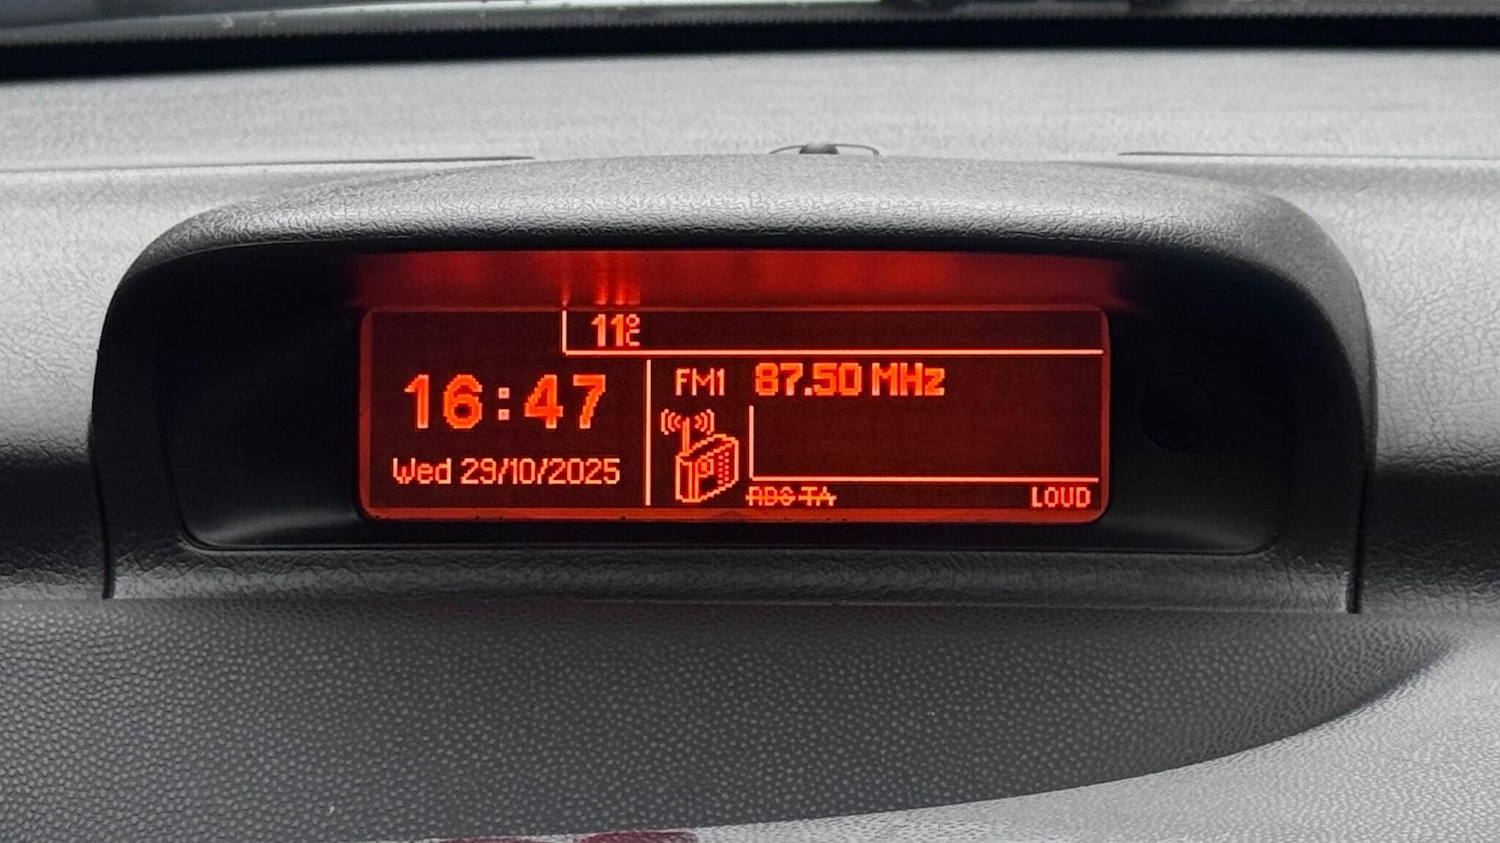 11°C
16:47
Wed 29/10/2025
FM1 87.50 MHz
RDS TA
LOUD